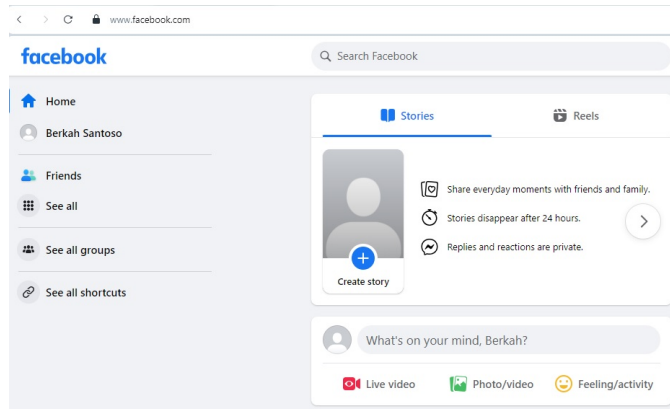 www.facebook.com
facebook
Search Facebook
Home
Berkah Santoso
Friends
See all
See all groups
See all shortcuts
Stories
Reels
Create story
Share everyday moments with friends and family.
Stories disappear after 24 hours.
Replies and reactions are private.
What's on your mind, Berkah?
Live video
Photo/video
Feeling/activity